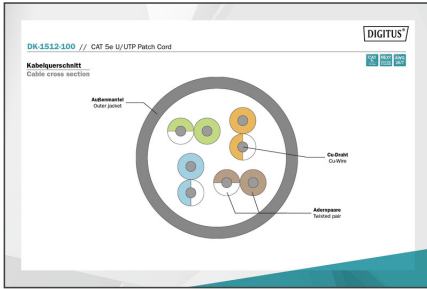 DIGITUS®
DK-1512-100 // CAT 5e U/UTP Patch Cord
Kabelquerschnitt
Cable cross section
Außenmantel
Outer jacket
Cu-Draht
Cu-Wire
Aderspaare
Twisted pair